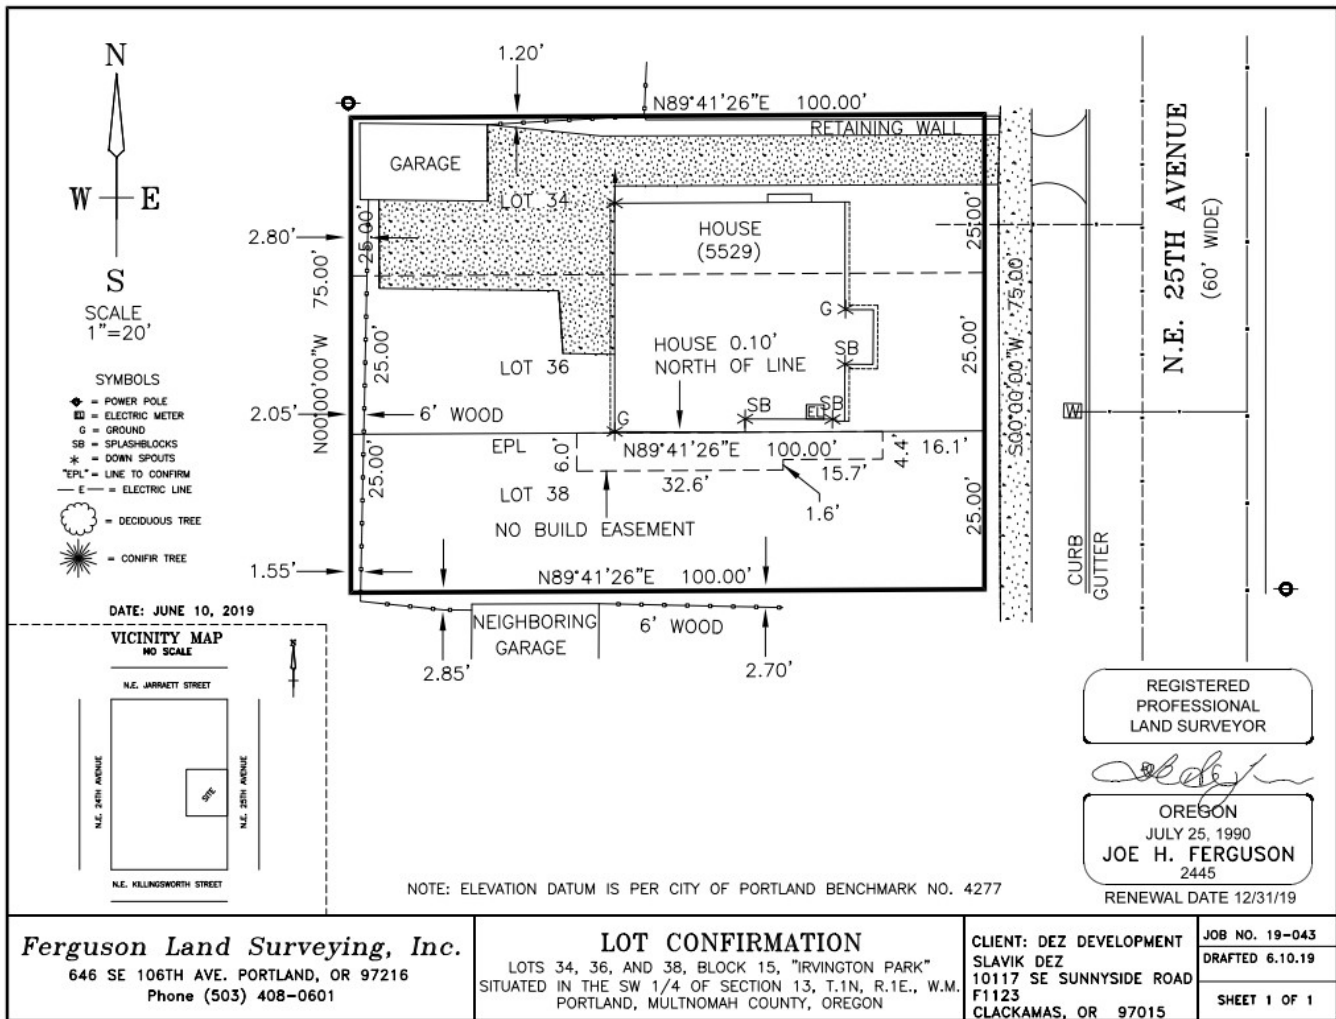 N
W E
S
SCALE
1"=20'
SYMBOLS
= POWER POLE
EL = ELECTRIC METER
G = GROUND
SB = SPLASHBLOCKS
= DOWN SPOUTS
"EPL" = LINE TO CONFIRM
E = ELECTRIC LINE
= DECIDUOUS TREE
= CONIFIR TREE
DATE: JUNE 10, 2019
1.20'
N89°41'26"E 100.00'
RETAINING WALL
GARAGE
LOT 34
HOUSE
(5529)
2.80'
25.00'
75.00'
N00°00'00"W
25.00'
25.00'
HOUSE 0.10'
NORTH OF LINE
G
SB
LOT 36
2.05'
6' WOOD
SB
EL
SB
G
EPL
N89°41'26"E 100.00'
16.1'
6.0'
4.4'
32.6'
15.7'
1.6'
LOT 38
NO BUILD EASEMENT
1.55'
N89°41'26"E 100.00'
NEIGHBORING
GARAGE
6' WOOD
2.85'
2.70'
25.00'
25.00'
25.00'
75.00'
S00°00'00"W
W
CURB
GUTTER
N.E. 25TH AVENUE
(60' WIDE)
VICINITY MAP
NO SCALE
N
N.E. JARRAETT STREET
N.E. 24TH AVENUE
SITE
N.E. 25TH AVENUE
N.E. KILLINGSWORTH STREET
NOTE: ELEVATION DATUM IS PER CITY OF PORTLAND BENCHMARK NO. 4277
REGISTERED
PROFESSIONAL
LAND SURVEYOR
OREGON
JULY 25, 1990
JOE H. FERGUSON
2445
RENEWAL DATE 12/31/19
Ferguson Land Surveying, Inc.
646 SE 106TH AVE. PORTLAND, OR 97216
Phone (503) 408-0601
LOT CONFIRMATION
LOTS 34, 36, AND 38, BLOCK 15, "IRVINGTON PARK"
SITUATED IN THE SW 1/4 OF SECTION 13, T.1N, R.1E., W.M.
PORTLAND, MULTNOMAH COUNTY, OREGON
CLIENT: DEZ DEVELOPMENT
SLAVIK DEZ
10117 SE SUNNYSIDE ROAD
F1123
CLACKAMAS, OR 97015
JOB NO. 19-043
DRAFTED 6.10.19
SHEET 1 OF 1